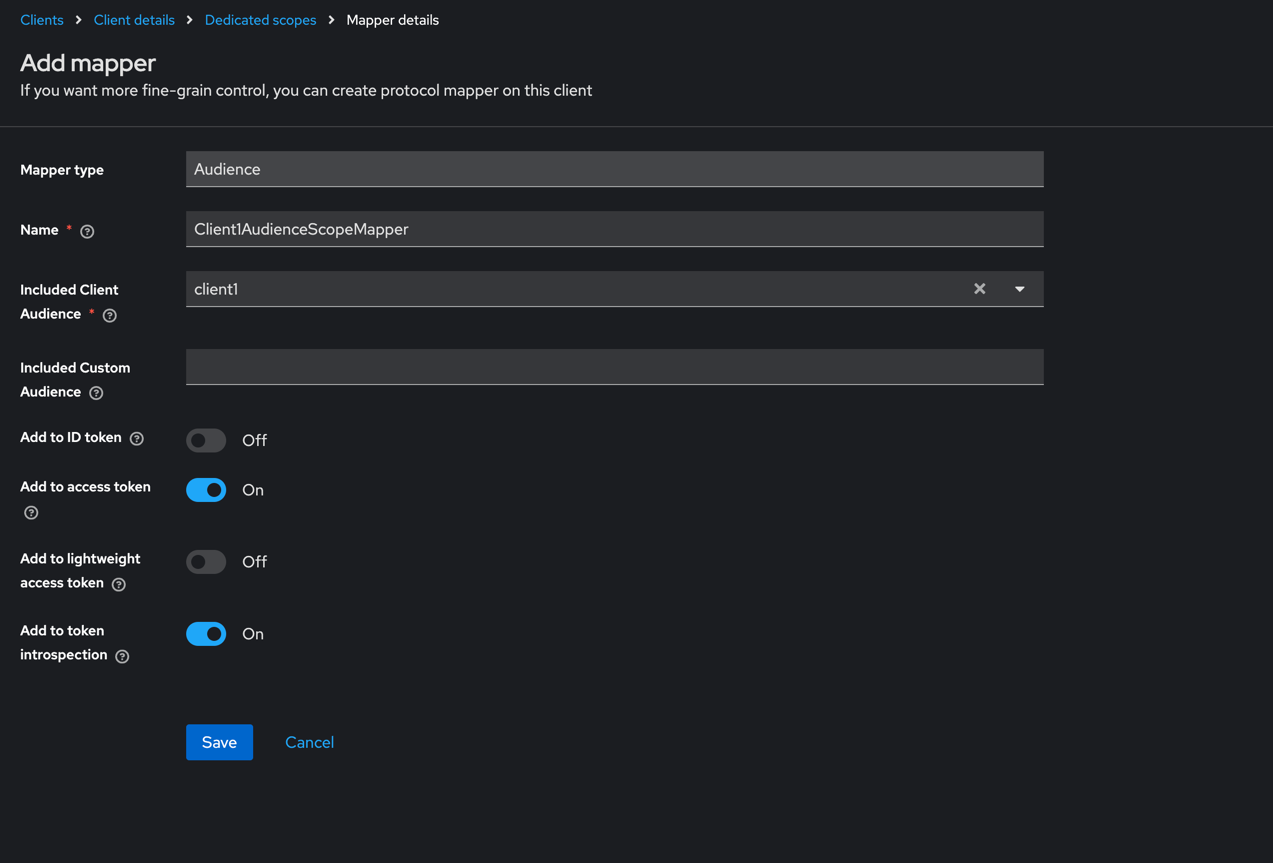 Clients > Client details > Dedicated scopes > Mapper details
Add mapper
If you want more fine-grain control, you can create protocol mapper on this client
Mapper type
Audience
Name * ?
Client1AudienceScopeMapper
Included Client
Audience * ?
client1
Included Custom
Audience ?
Add to ID token ?
Off
Add to access token
?
On
Add to lightweight
access token ?
Off
Add to token
introspection ?
On
Save
Cancel